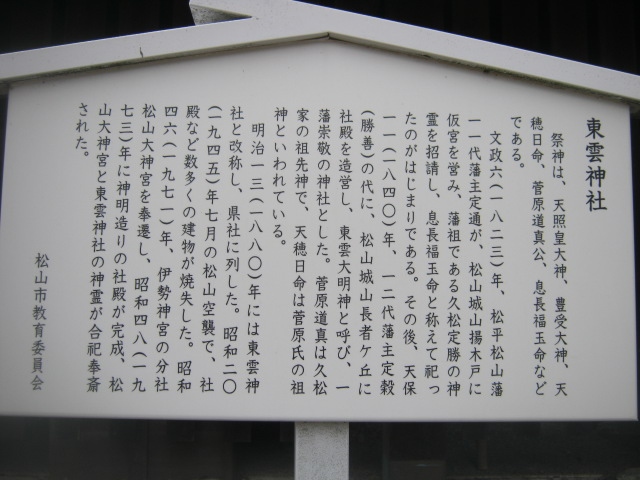 東雲神社
祭神は、天照皇大神、豊受大神、天
穂日命、菅原道真公、息長福玉命など
である。
文政六(一八二三)年、松平松山藩
一一代藩主定通が、松山城山揚木戸に
仮宮を営み、藩祖である久松定勝の神
霊を招請し、息長福玉命と称えて祀っ
たのがはじまりである。その後、天保
一一(一八四〇)年、一二代藩主定穀
(勝善)の代に、松山城山長者ケ丘に
社殿を造営し、東雲大明神と呼び、一
藩崇敬の神社とした。菅原道真は久松
家の祖先神で、天穂日命は菅原氏の祖
神といわれている。
明治一三(一八八〇)年には東雲神
社と改称し、県社に列した。昭和二〇
(一九四五)年七月の松山空襲で、社
殿など数多くの建物が焼失した。昭和
四六(一九七一)年、伊勢神宮の分社
松山大神宮を奉遷し、昭和四八(一九
七三)年に神明造りの社殿が完成、松
山大神宮と東雲神社の神霊が合祀奉斎
された。
松山市教育委員会